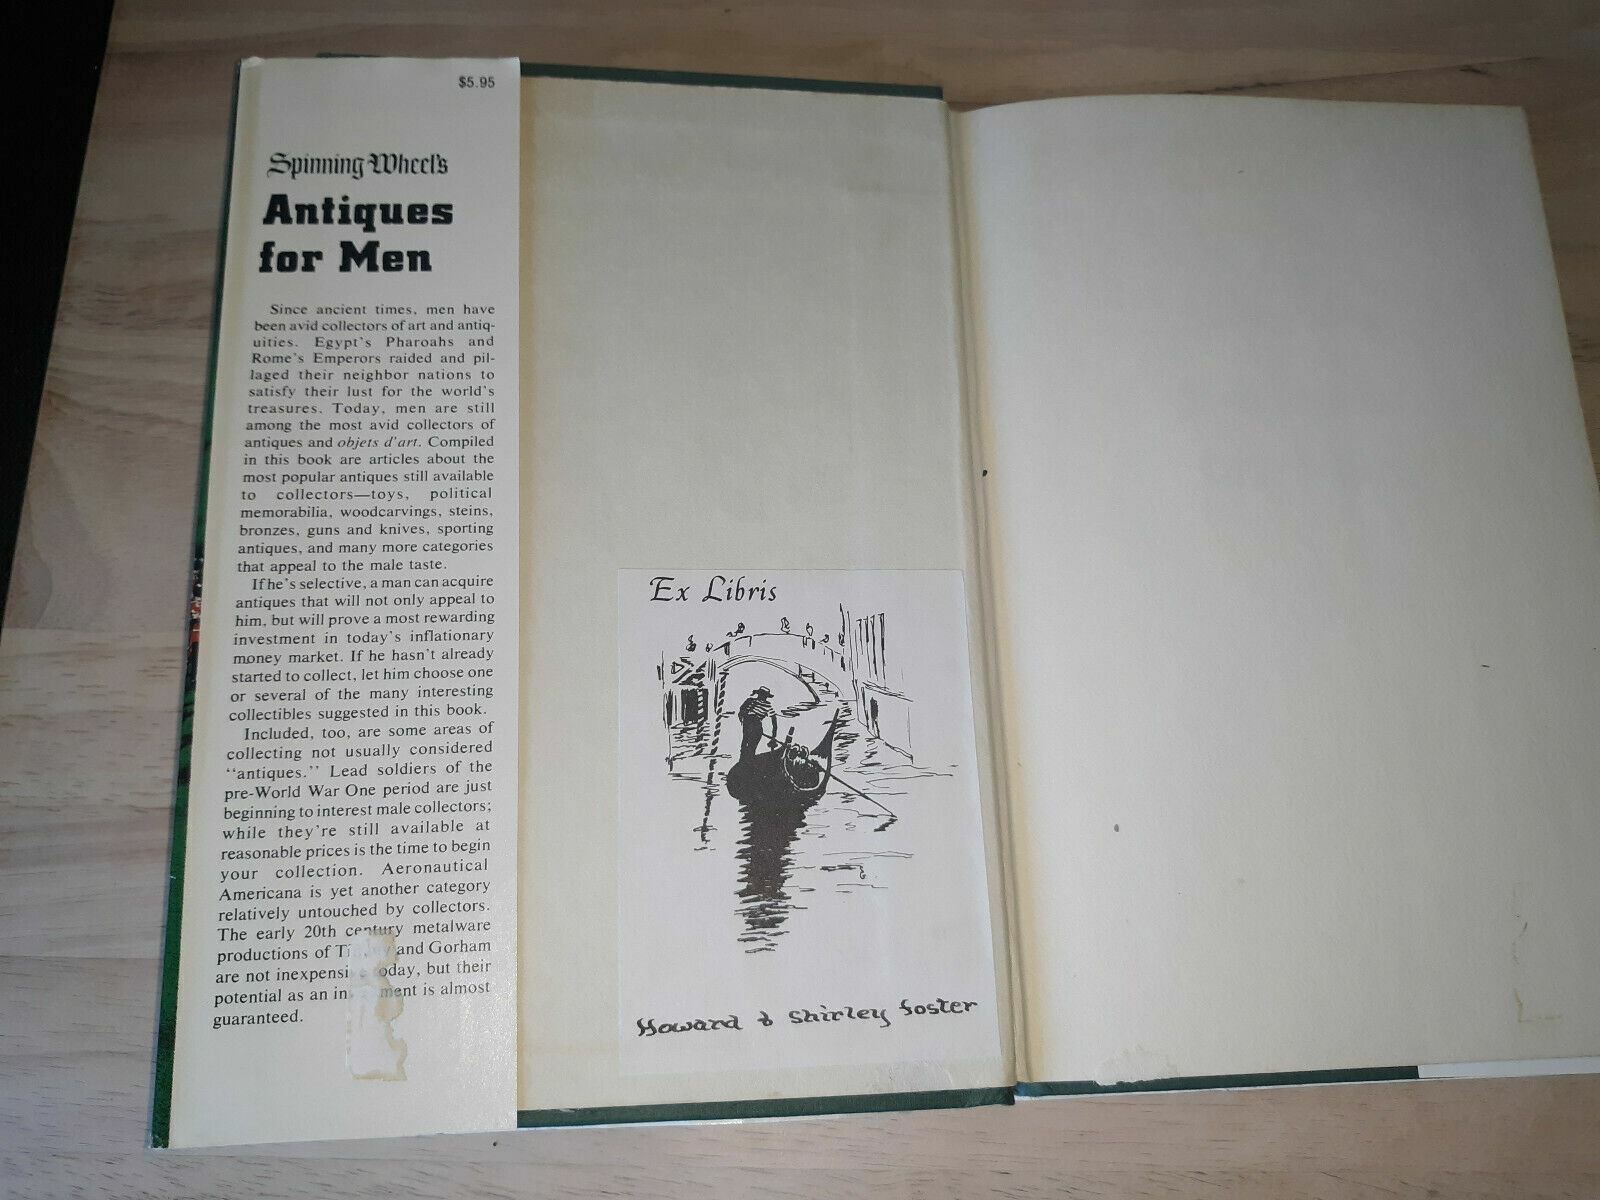 $5.95
Spinning Wheel's
Antiques
for Men
Since ancient times, men have
been avid collectors of art and antiq-
uities. Egypt's Pharoahs and
Rome's Emperors raided and pil-
laged their neighbor nations to
satisfy their lust for the world's
treasures. Today, men are still
among the most avid collectors of
antiques and objets d'art. Compiled
in this book are articles about the
most popular antiques still available
to collectors—toys, political
memorabilia, woodcarvings, steins,
bronzes, guns and knives, sporting
antiques, and many more categories
that appeal to the male taste.
If he's selective, a man can acquire
antiques that will not only appeal to
him, but will prove a most rewarding
investment in today's inflationary
money market. If he hasn't already
started to collect, let him choose one
or several of the many interesting
collectibles suggested in this book.
Included, too, are some areas of
collecting not usually considered
"antiques." Lead soldiers of the
pre-World War One period are just
beginning to interest male collectors;
while they're still available at
reasonable prices is the time to begin
your collection. Aeronautical
Americana is yet another category
relatively untouched by collectors.
The early 20th century metalware
productions of and Gorham
are not inexpensi oday, but their
potential as an in ment is almost
guaranteed.
Ex Libris
Howard & Shirley Foster